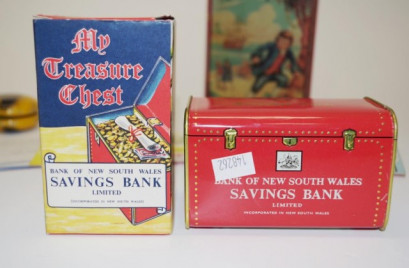 My
Treasure
Chest
BANK OF NEW SOUTH WALES
SAVINGS BANK
LIMITED
INCORPORATED IN NEW SOUTH WALES
148262
BANK OF NEW SOUTH WALES
SAVINGS BANK
LIMITED
INCORPORATED IN NEW SOUTH WALES